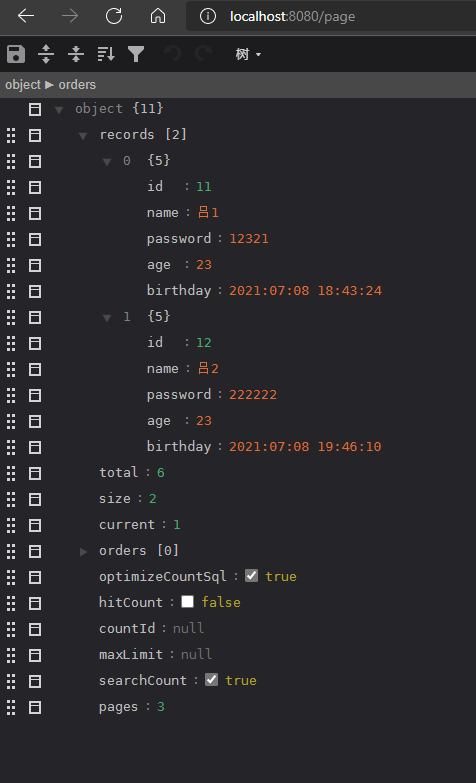 localhost:8080/page
树
object ▶ orders
object {11}
records [2]
0 {5}
id : 11
name : 吕1
password : 12321
age : 23
birthday : 2021:07:08 18:43:24
1 {5}
id : 12
name : 吕2
password : 222222
age : 23
birthday : 2021:07:08 19:46:10
total : 6
size : 2
current : 1
orders [0]
optimizeCountSql : true
hitCount : false
countId : null
maxLimit : null
searchCount : true
pages : 3